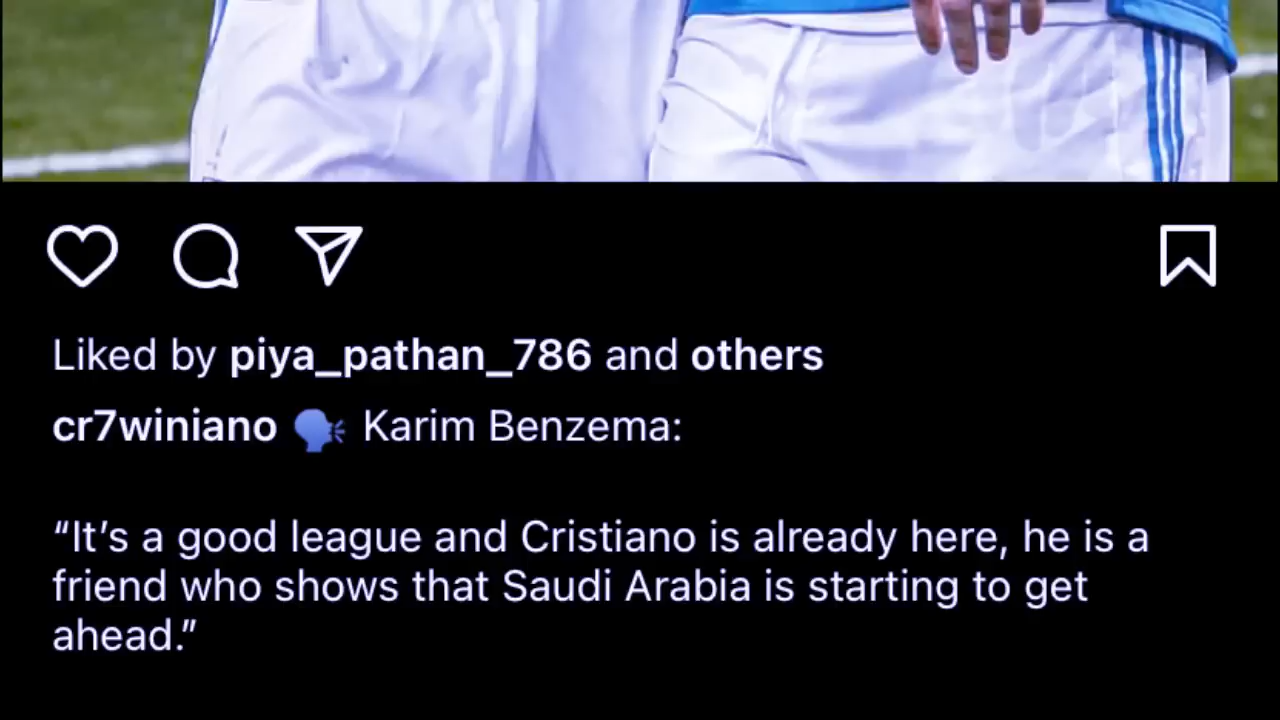 Liked by piya_pathan_786 and others
cr7winiano 🗣️ Karim Benzema:
“It’s a good league and Cristiano is already here, he is a
friend who shows that Saudi Arabia is starting to get
ahead.”